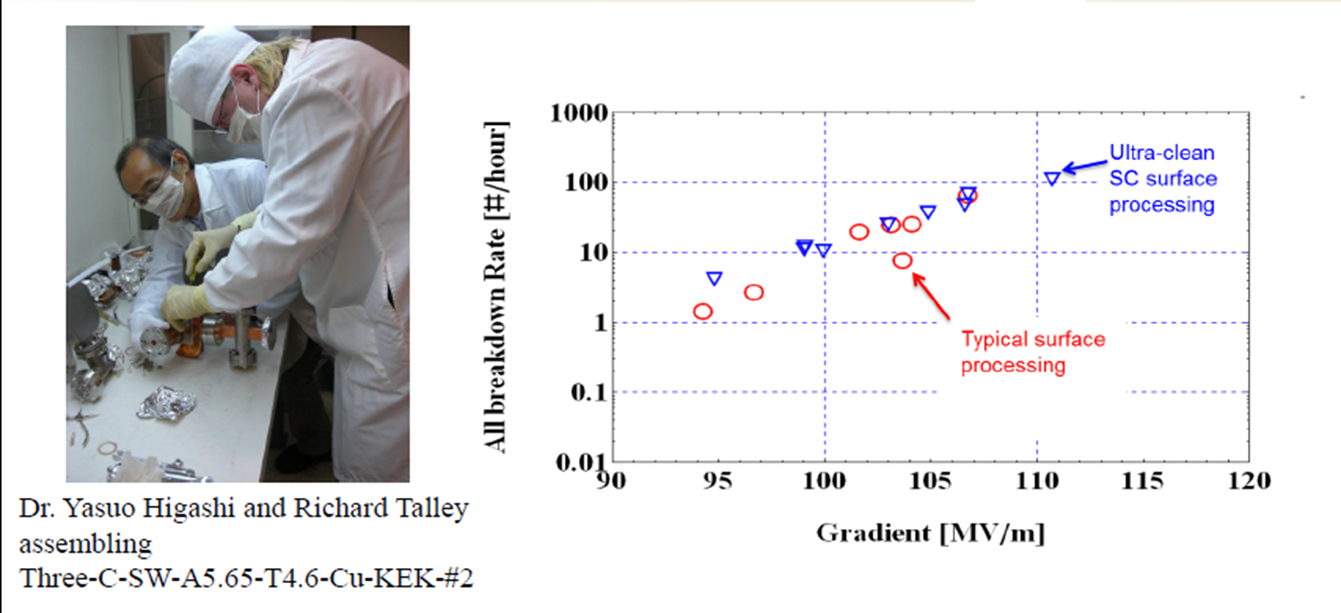 1000
100
10
1
0.1
0.01
All breakdown Rate [#/hour]
90 95 100 105 110 115 120
Gradient [MV/m]
Ultra-clean
SC surface
processing
Typical surface
processing
Dr. Yasuo Higashi and Richard Talley
assembling
Three-C-SW-A5.65-T4.6-Cu-KEK-#2